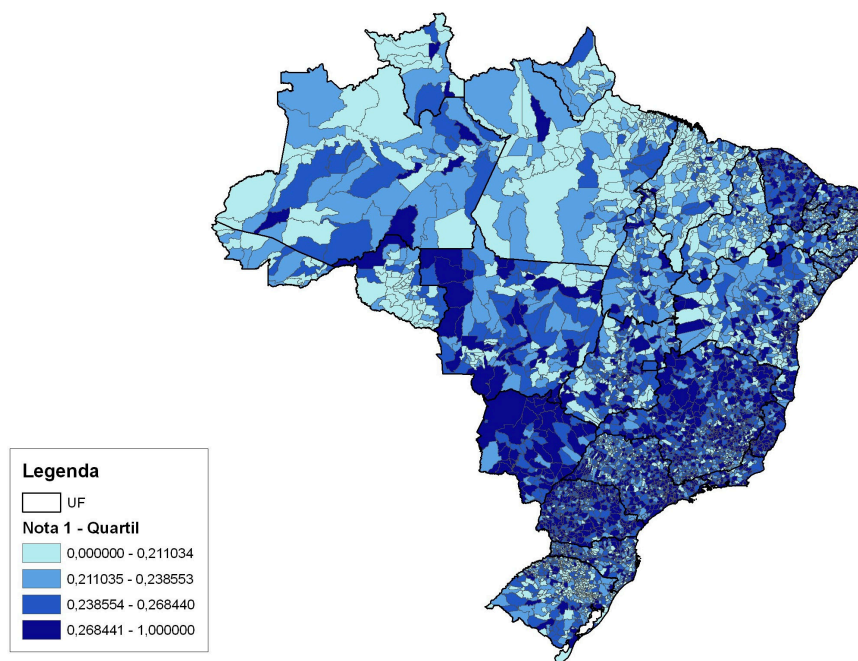 Legenda
UF
Nota 1 - Quartil
0,000000 - 0,211034
0,211035 - 0,238553
0,238554 - 0,268440
0,268441 - 1,000000